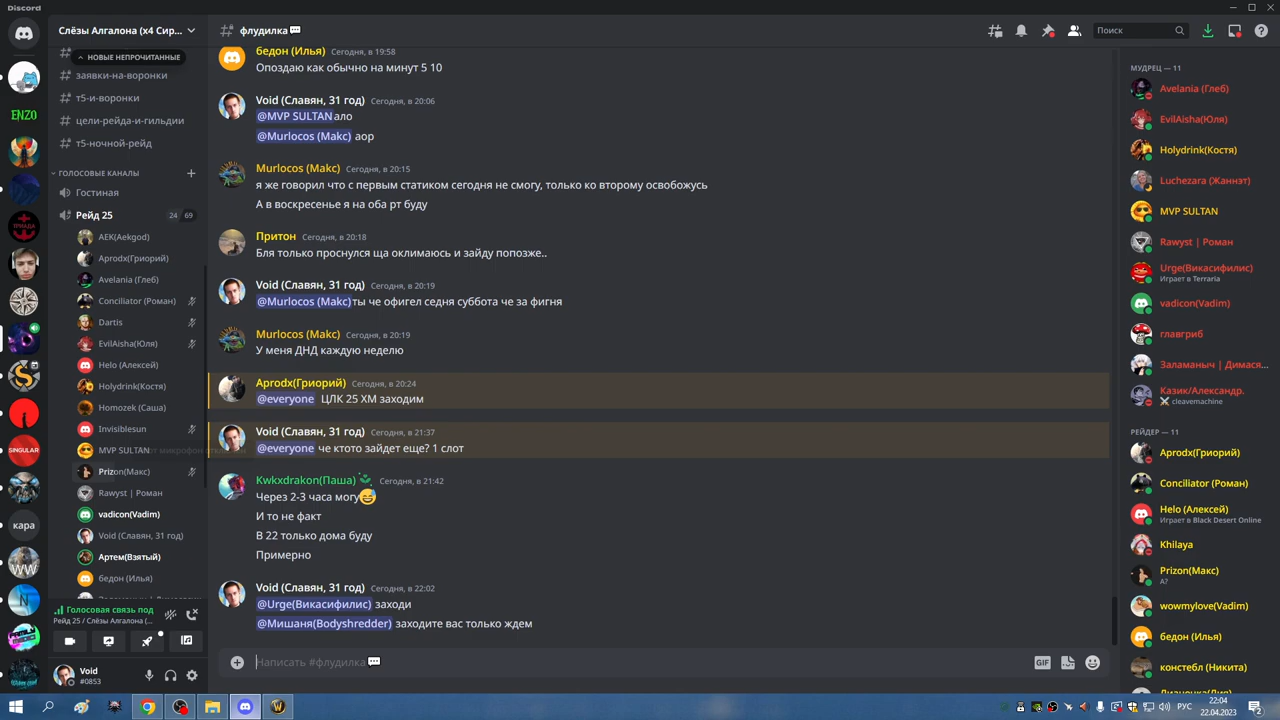 Discord
Слёзы Алгалона (x4 Сир...
НОВЫЕ НЕПРОЧИТАННЫЕ
заявки-на-воронки
т5-и-воронки
цели-рейда-и-гильдии
т5-ночной-рейд
ГОЛОСОВЫЕ КАНАЛЫ
Гостиная
Рейд 25
24 69
AEK(Aekgod)
Aprodx(Гриорий)
Avelania (Глеб)
Conciliator (Роман)
Dartis
EvilAisha(Юля)
Helo (Алексей)
Holydrink(Костя)
Homozek (Саша)
Invisiblesun
MVP SULTAN
Prizon(Макс)
Rawyst | Роман
vadicon(Vadim)
Void (Славян, 31 год)
Артем(Взятый)
бедон (Илья)
Голосовая связь под
Рейд 25 / Слёзы Алгалона (...
Void
#0853
ENZO
ТРИАДА
SINGULAR
кара
WW
флудилка
Поиск
бедон (Илья) Сегодня, в 19:58
Опоздаю как обычно на минут 5 10
Void (Славян, 31 год) Сегодня, в 20:06
@MVP SULTAN ало
@Murlocos (Макс) аор
Murlocos (Макс) Сегодня, в 20:15
я же говорил что с первым статиком сегодня не смогу, только ко второму освобожусь
А в воскресенье я на оба рт буду
Притон Сегодня, в 20:18
Бля только проснулся ща оклимаюсь и зайду попозже..
Void (Славян, 31 год) Сегодня, в 20:19
@Murlocos (Макс) ты че офигел седня суббота че за фигня
Murlocos (Макс) Сегодня, в 20:19
У меня ДНД каждую неделю
Aprodx(Гриорий) Сегодня, в 20:24
@everyone ЦЛК 25 ХМ заходим
Void (Славян, 31 год) Сегодня, в 21:37
@everyone че ктото зайдет еще? 1 слот
Kwkxdrakon(Паша) Сегодня, в 21:42
Через 2-3 часа могу
И то не факт
В 22 только дома буду
Примерно
Void (Славян, 31 год) Сегодня, в 22:02
@Urge(Викасифилис) заходи
@Мишаня(Bodyshredder) заходите вас только ждем
Написать #флудилка
GIF
МУДРЕЦ — 11
Avelania (Глеб)
EvilAisha(Юля)
Holydrink(Костя)
Luchezara (Жаннэт)
MVP SULTAN
Rawyst | Роман
Urge(Викасифилис)
Играет в Terraria
vadicon(Vadim)
главгриб
Заламаныч | Димася...
Казик/Александр.
cleavemachine
РЕЙДЕР — 11
Aprodx(Гриорий)
Conciliator (Роман)
Helo (Алексей)
Играет в Black Desert Online
Khilaya
Prizon(Макс)
А?
wowmylove(Vadim)
бедон (Илья)
констебл (Никита)
РУС
22:04
22.04.2023
2